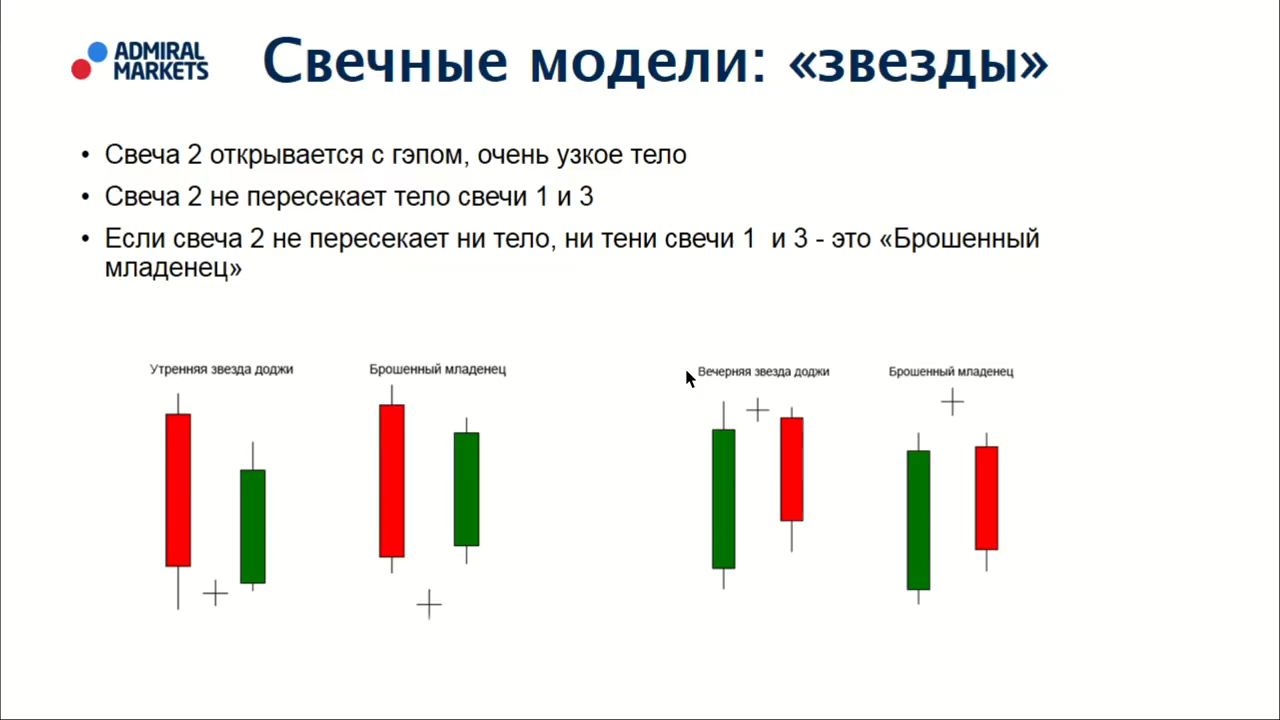 ADMIRAL
MARKETS
Свечные модели: «звезды»
• Свеча 2 открывается с гэпом, очень узкое тело
• Свеча 2 не пересекает тело свечи 1 и 3
• Если свеча 2 не пересекает ни тело, ни тени свечи 1 и 3 - это «Брошенный
младенец»
Утренняя звезда доджи
Брошенный младенец
Вечерняя звезда доджи
Брошенный младенец